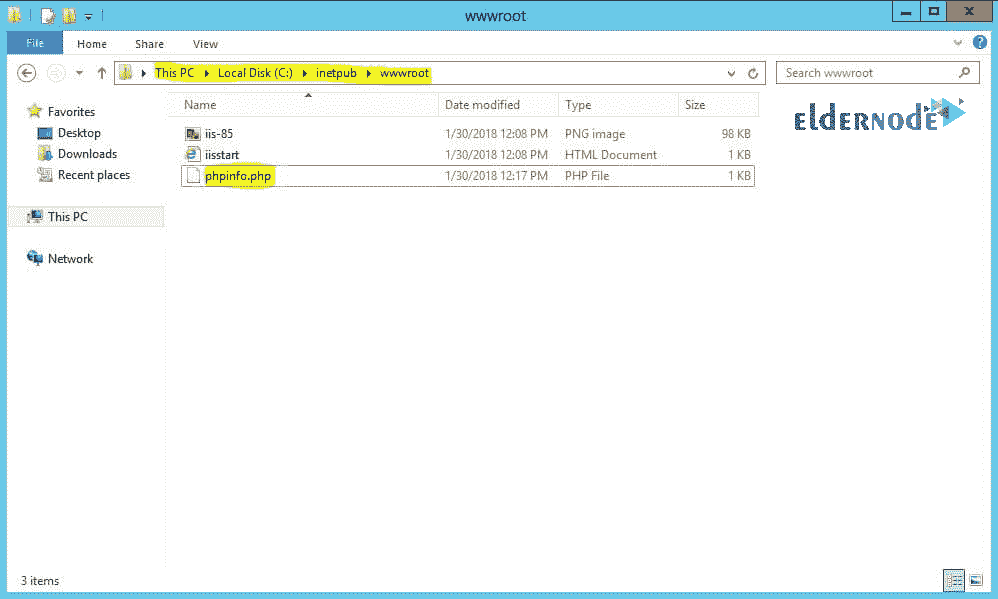 wwwroot
File Home Share View
This PC Local Disk (C:) inetpub wwwroot
Search wwwroot
Favorites
Desktop
Downloads
Recent places
This PC
Network
Name Date modified Type Size
iis-85 1/30/2018 12:08 PM PNG image 98 KB
iisstart 1/30/2018 12:08 PM HTML Document 1 KB
phpinfo.php 1/30/2018 12:17 PM PHP File 1 KB
ELDERNODE
3 items